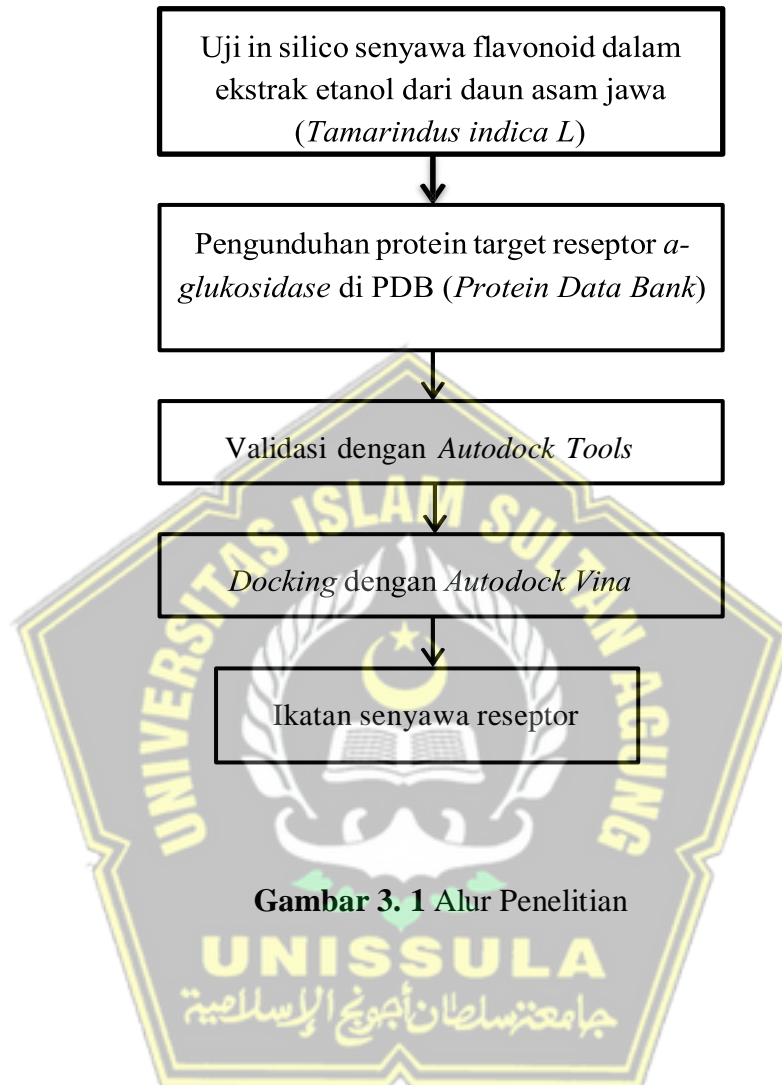 Uji in silico senyawa flavonoid dalam
ekstrak etanol dari daun asam jawa
(Tamarindus indica L)
Pengunduhan protein target reseptor a-
glukosidase di PDB (Protein Data Bank)
Validasi dengan Autodock Tools
Docking dengan Autodock Vina
UNIVERSITAS ISLAM SULTAN AGUNG
Ikatan senyawa reseptor
Gambar 3. 1 Alur Penelitian
UNISSULA
جامعتنسلطان أجونج الإسلامية